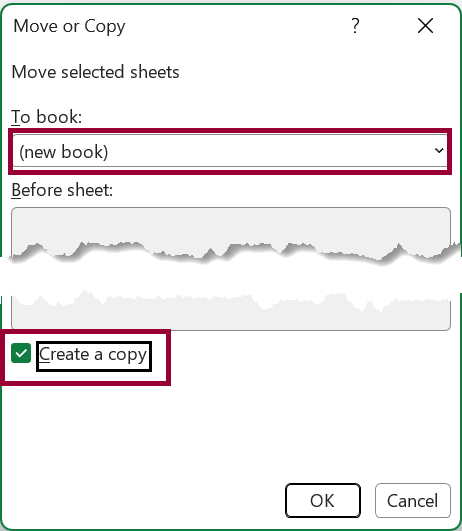 Move or Copy ?
Move selected sheets
To book:
(new book)
Before sheet:
Create a copy
OK Cancel